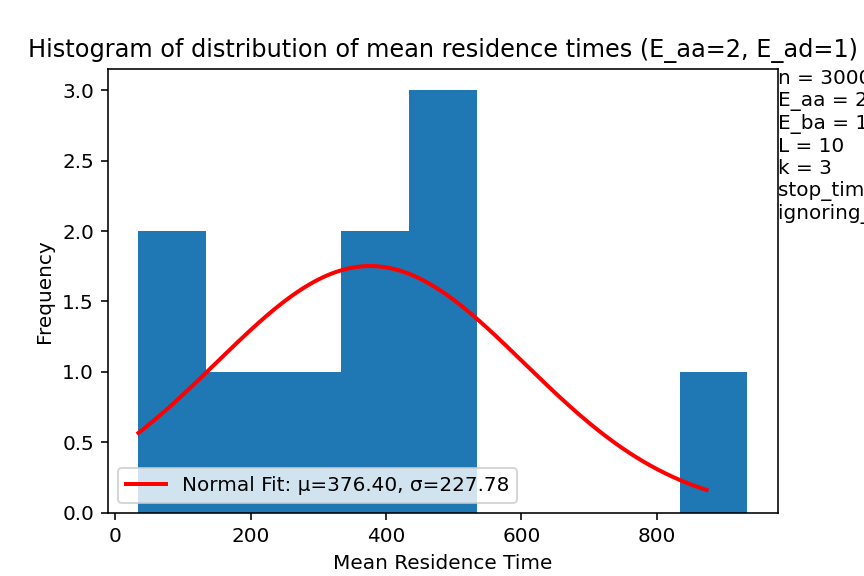 Histogram of distribution of mean residence times (E_aa=2, E_ad=1)
3.0
2.5
2.0
1.5
1.0
0.5
0.0
Frequency
n = 3000
E_aa = 2
E_ba = 1
L = 10
k = 3
stop_tim
ignoring_
Normal Fit: μ=376.40, σ=227.78
0 200 400 600 800
Mean Residence Time